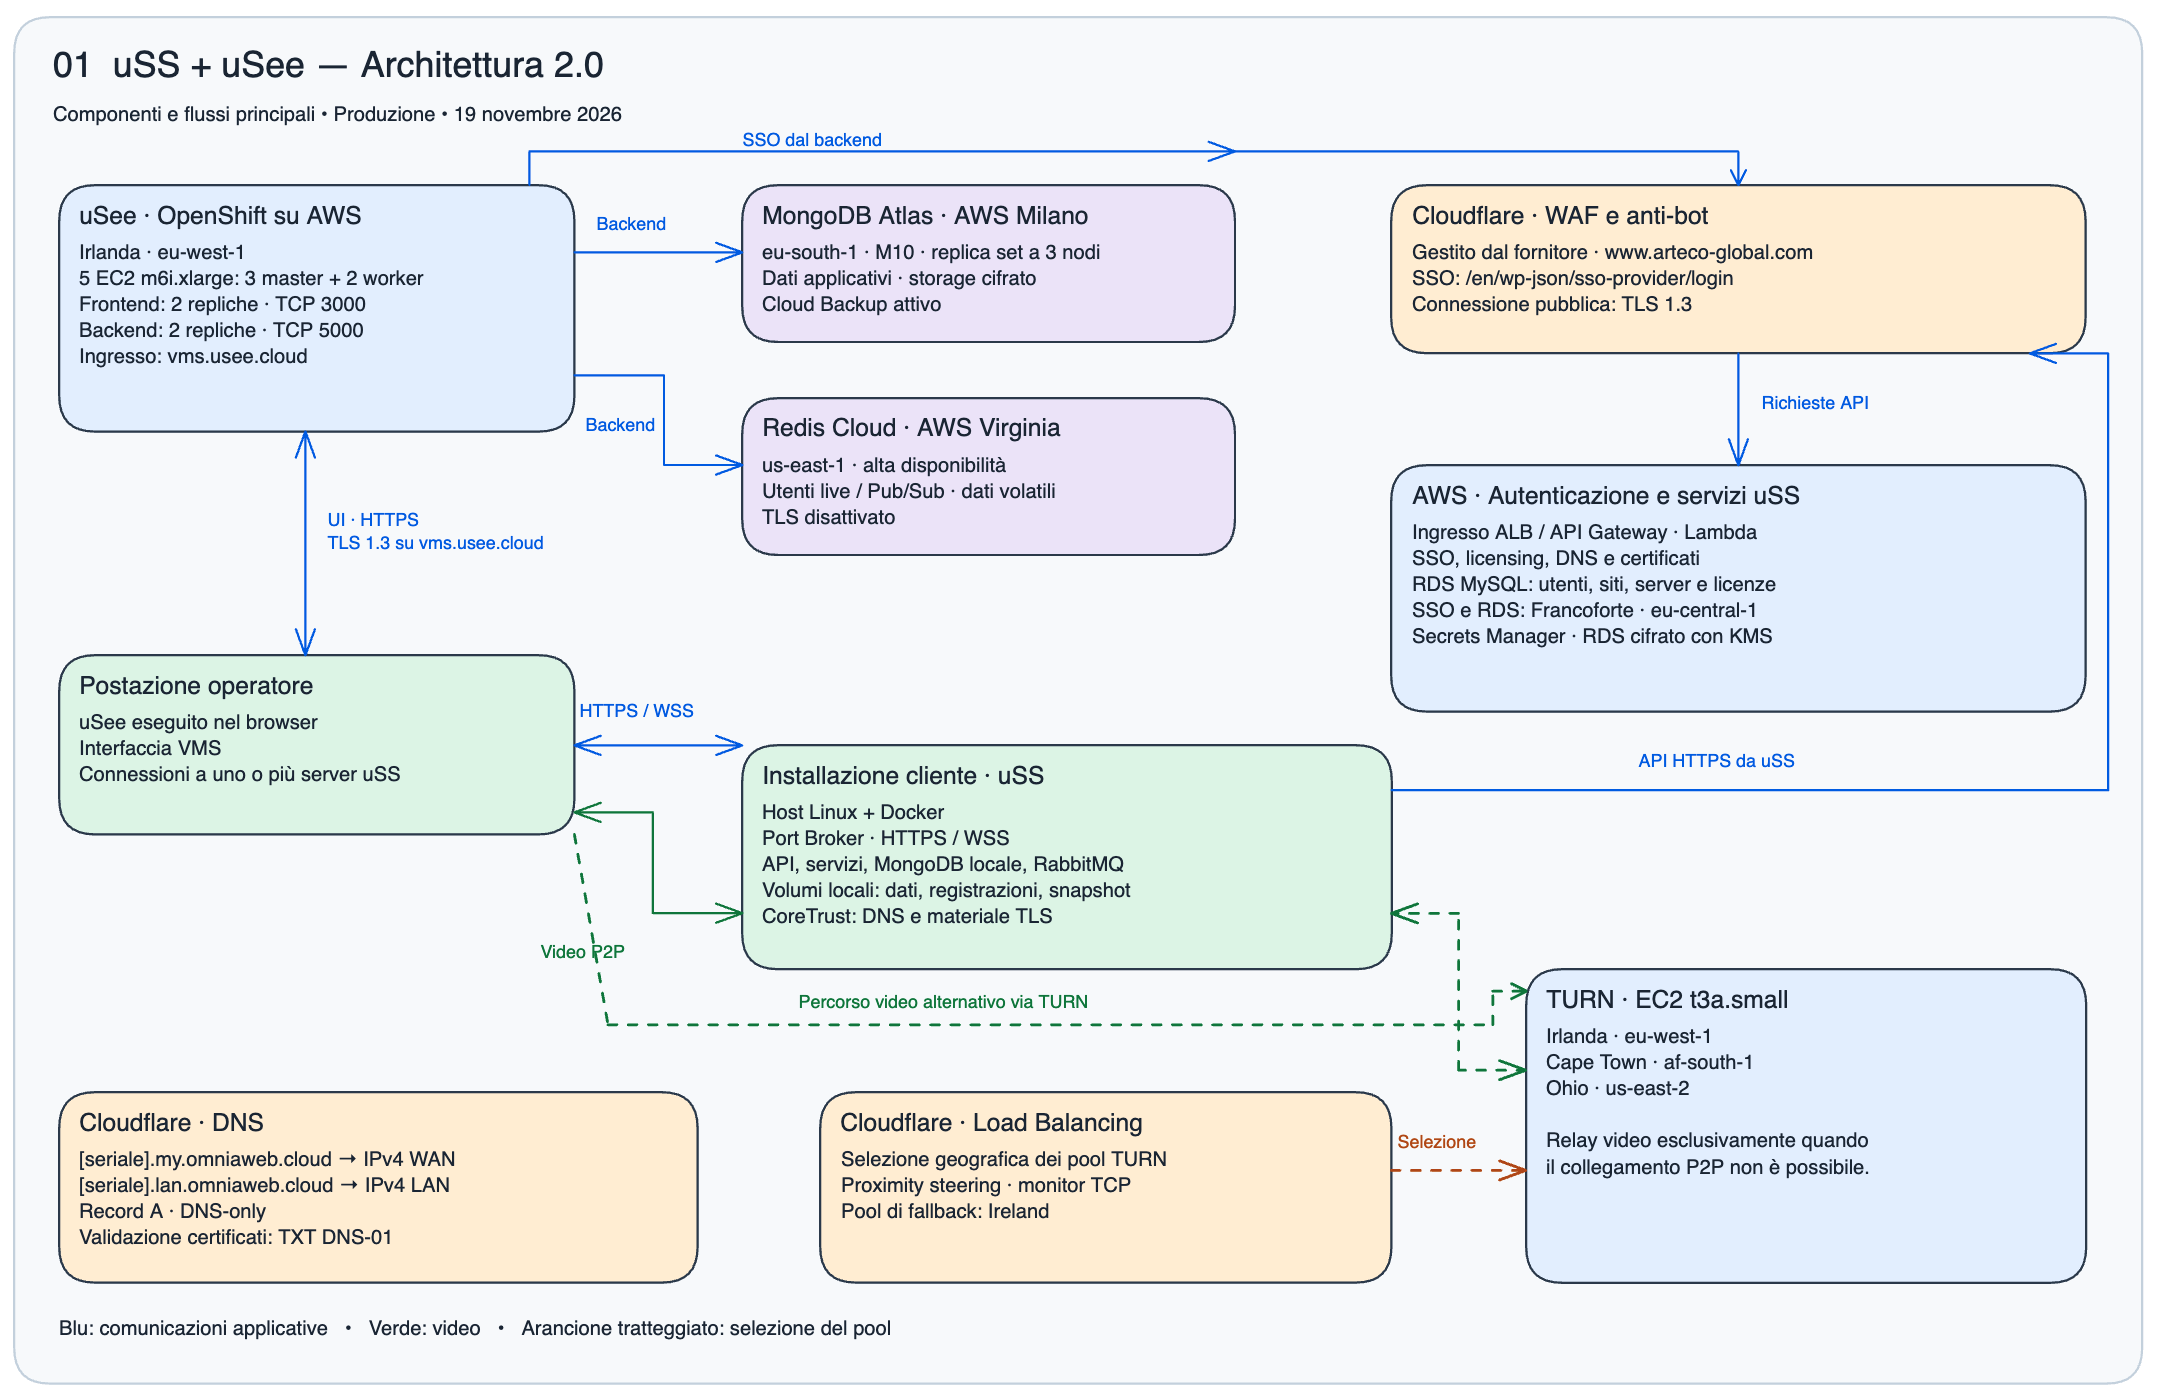 01 uSS + uSee — Architettura 2.0
Componenti e flussi principali • Produzione • 19 novembre 2026
SSO dal backend
uSee · OpenShift su AWS
Irlanda · eu-west-1
5 EC2 m6i.xlarge: 3 master + 2 worker
Frontend: 2 repliche · TCP 3000
Backend: 2 repliche · TCP 5000
Ingresso: vms.usee.cloud
Backend
MongoDB Atlas · AWS Milano
eu-south-1 · M10 · replica set a 3 nodi
Dati applicativi · storage cifrato
Cloud Backup attivo
Cloudflare · WAF e anti-bot
Gestito dal fornitore · www.arteco-global.com
SSO: /en/wp-json/sso-provider/login
Connessione pubblica: TLS 1.3
Backend
Redis Cloud · AWS Virginia
us-east-1 · alta disponibilità
Utenti live / Pub/Sub · dati volatili
TLS disattivato
Richieste API
AWS · Autenticazione e servizi uSS
Ingresso ALB / API Gateway · Lambda
SSO, licensing, DNS e certificati
RDS MySQL: utenti, siti, server e licenze
SSO e RDS: Francoforte · eu-central-1
Secrets Manager · RDS cifrato con KMS
UI · HTTPS
TLS 1.3 su vms.usee.cloud
Postazione operatore
uSee eseguito nel browser
Interfaccia VMS
Connessioni a uno o più server uSS
HTTPS / WSS
Installazione cliente · uSS
Host Linux + Docker
Port Broker · HTTPS / WSS
API, servizi, MongoDB locale, RabbitMQ
Volumi locali: dati, registrazioni, snapshot
CoreTrust: DNS e materiale TLS
API HTTPS da uSS
Video P2P
Percorso video alternativo via TURN
TURN · EC2 t3a.small
Irlanda · eu-west-1
Cape Town · af-south-1
Ohio · us-east-2
Relay video esclusivamente quando
il collegamento P2P non è possibile.
Cloudflare · DNS
[seriale].my.omniaweb.cloud → IPv4 WAN
[seriale].lan.omniaweb.cloud → IPv4 LAN
Record A · DNS-only
Validazione certificati: TXT DNS-01
Cloudflare · Load Balancing
Selezione geografica dei pool TURN
Proximity steering · monitor TCP
Pool di fallback: Ireland
Selezione
Blu: comunicazioni applicative • Verde: video • Arancione tratteggiato: selezione del pool